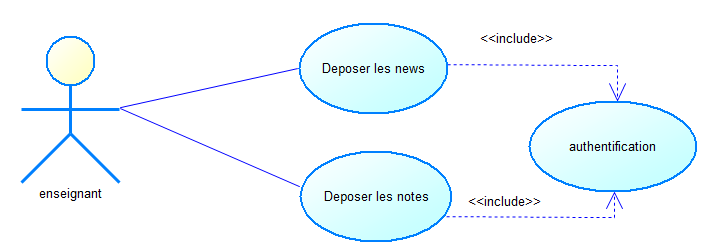 <<include>>
Deposer les news
authentification
enseignant
Deposer les notes
<<include>>